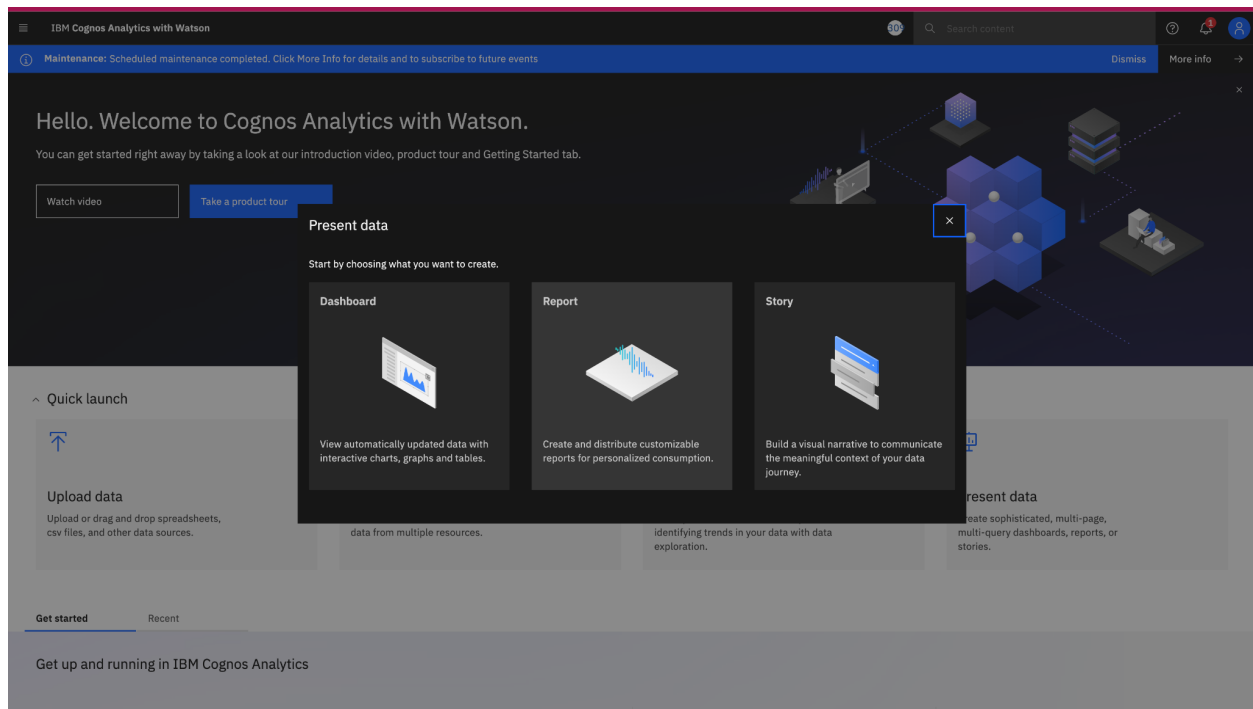 IBM Cognos Analytics with Watson
Search content
Maintenance: Scheduled maintenance completed. Click More Info for details and to subscribe to future events
Dismiss
More info
Hello. Welcome to Cognos Analytics with Watson.
You can get started right away by taking a look at our introduction video, product tour and Getting Started tab.
Watch video
Take a product tour
Present data
Start by choosing what you want to create.
Dashboard
View automatically updated data with
interactive charts, graphs and tables.
Report
Create and distribute customizable
reports for personalized consumption.
Story
Build a visual narrative to communicate
the meaningful context of your data
journey.
Quick launch
Upload data
Upload or drag and drop spreadsheets,
csv files, and other data sources.
data from multiple resources.
identifying trends in your data with data
exploration.
resent data
reate sophisticated, multi-page,
multi-query dashboards, reports, or
stories.
Get started
Recent
Get up and running in IBM Cognos Analytics